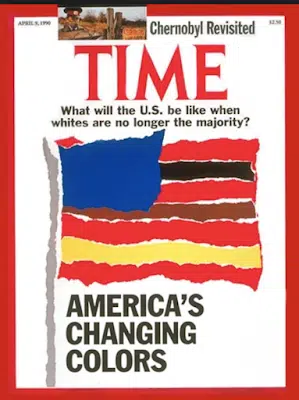 Chernobyl Revisited
APRIL 9, 1990
$2.50
TIME
What will the U.S. be like when
whites are no longer the majority?
AMERICA'S
CHANGING
COLORS